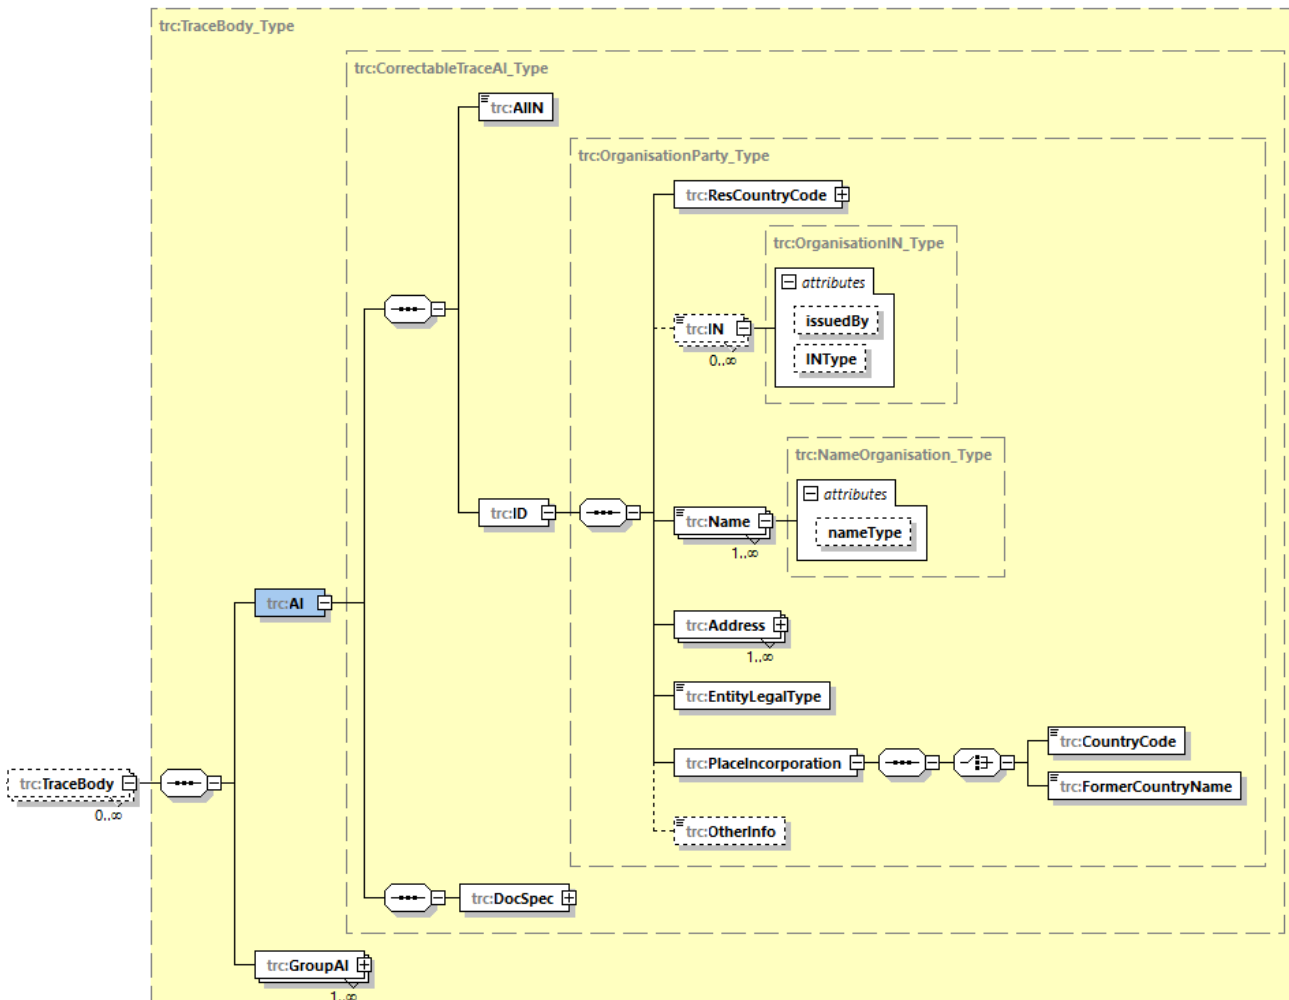 trc:TraceBody_Type
trc:CorrectableTraceAI_Type
trc:AIIN
trc:OrganisationParty_Type
trc:ResCountryCode
trc:OrganisationIN_Type
attributes
issuedBy
trc:IN
INType
0..∞
trc:NameOrganisation_Type
attributes
trc:Name
nameType
1..∞
trc:ID
trc:AI
trc:Address
1..∞
trc:EntityLegalType
trc:PlaceIncorporation
trc:CountryCode
trc:FormerCountryName
trc:TraceBody
0..∞
trc:OtherInfo
trc:DocSpec
trc:GroupAI
1..∞